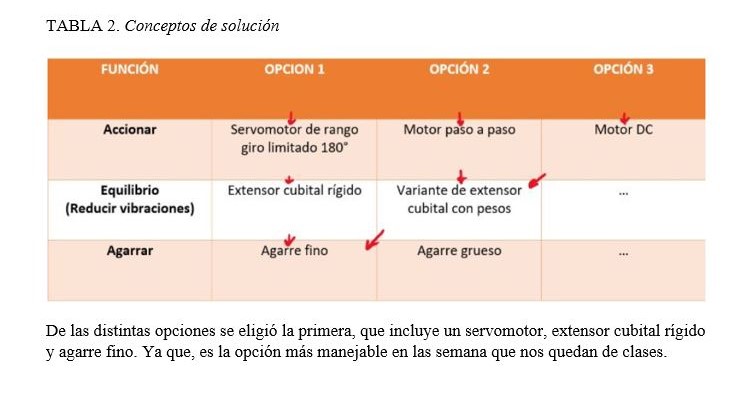 TABLA 2. Conceptos de solución
FUNCIÓN OPCION 1 OPCIÓN 2 OPCIÓN 3
Accionar Servomotor de rango giro limitado 180° Motor paso a paso Motor DC
Equilibrio (Reducir vibraciones) Extensor cubital rígido Variante de extensor cubital con pesos ...
Agarrar Agarre fino Agarre grueso ...
De las distintas opciones se eligió la primera, que incluye un servomotor, extensor cubital rígido
y agarre fino. Ya que, es la opción más manejable en las semana que nos quedan de clases.